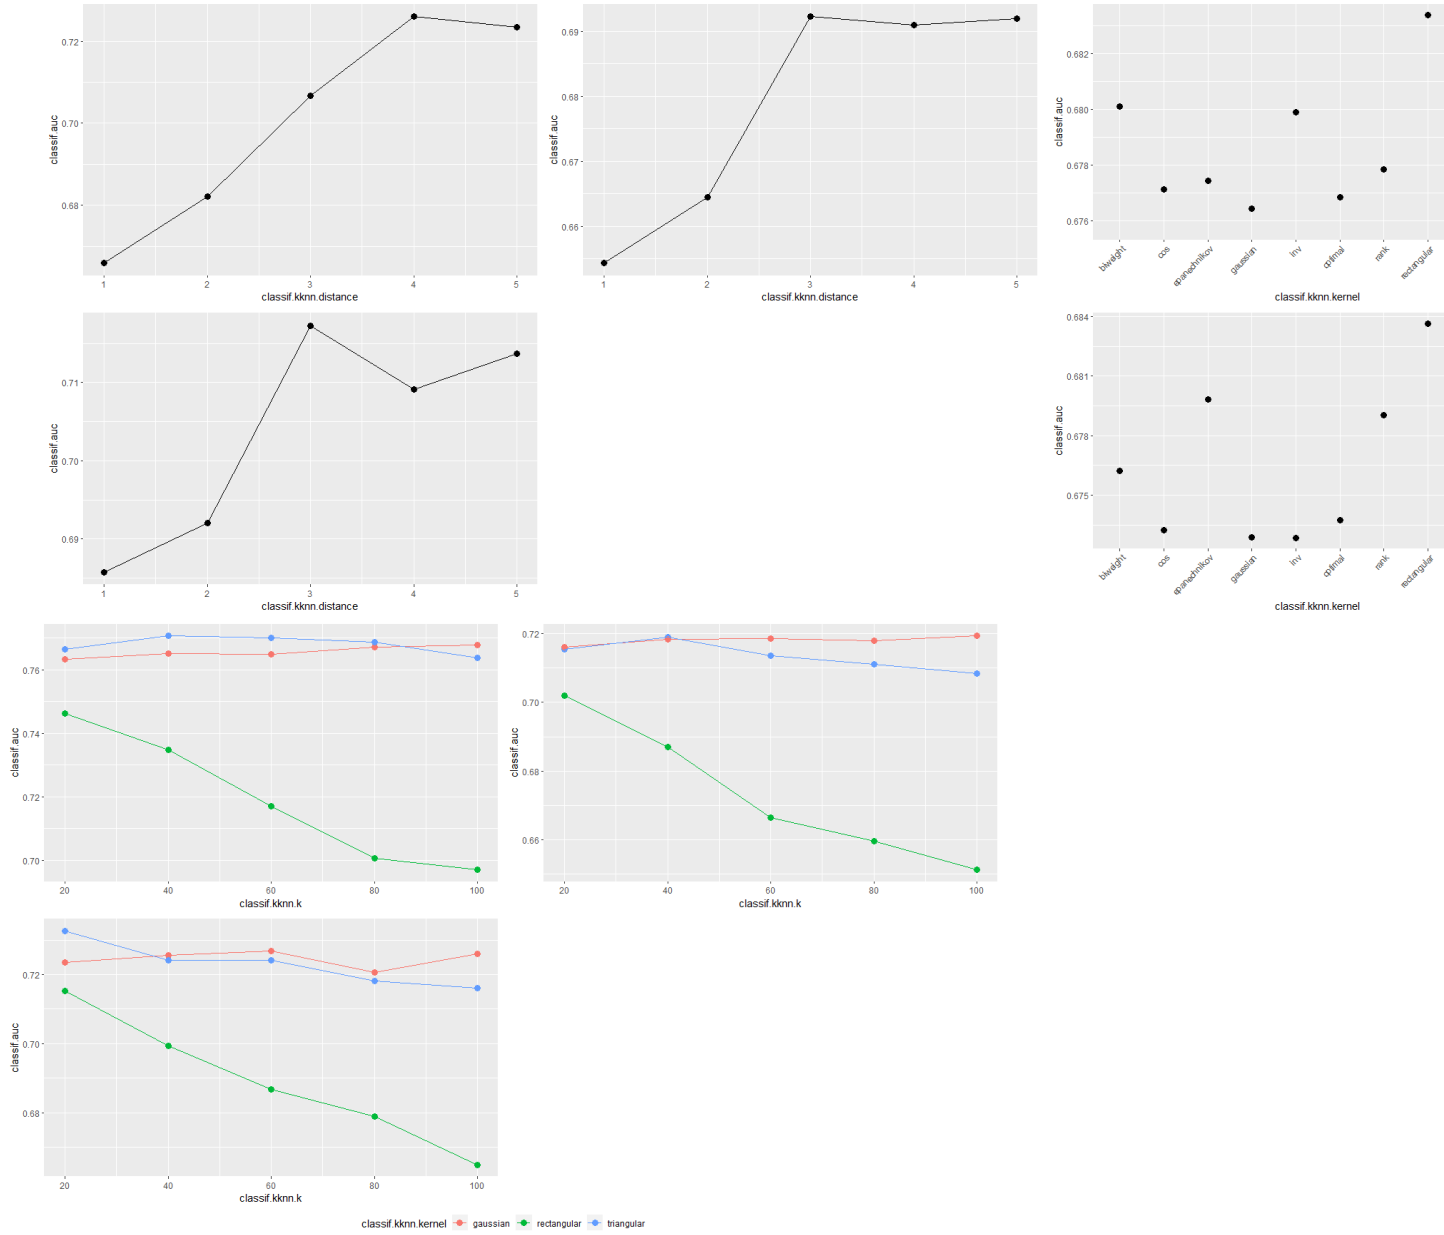 0.72
0.70
0.68
classif.auc
1 2 3 4 5
classif.kknn.distance
0.69
0.68
0.67
0.66
classif.auc
1 2 3 4 5
classif.kknn.distance
0.682
0.680
0.678
0.676
classif.auc
biweight cos epanechnikov gaussian inv optimal rank rectangular
classif.kknn.kernel
0.71
0.70
0.69
classif.auc
1 2 3 4 5
classif.kknn.distance
0.684
0.681
0.678
0.675
classif.auc
biweight cos epanechnikov gaussian inv optimal rank rectangular
classif.kknn.kernel
0.76
0.74
0.72
0.70
classif.auc
20 40 60 80 100
classif.kknn.k
0.72
0.70
0.68
0.66
classif.auc
20 40 60 80 100
classif.kknn.k
0.72
0.70
0.68
classif.auc
20 40 60 80 100
classif.kknn.k
classif.kknn.kernel gaussian rectangular triangular